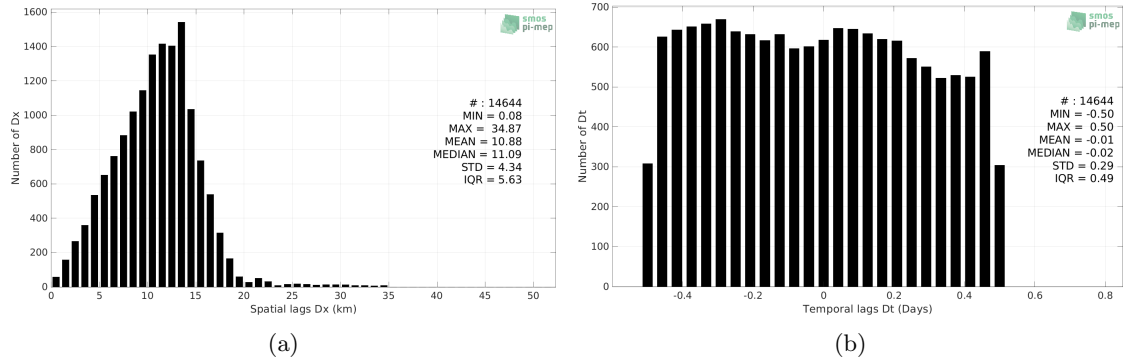 smos
pi-mep
1600
1400
1200
1000
800
600
400
200
0
Number of Dx
# : 14644
MIN = 0.08
MAX = 34.87
MEAN = 10.88
MEDIAN = 11.09
STD = 4.34
IQR = 5.63
0 5 10 15 20 25 30 35 40 45 50
Spatial lags Dx (km)
(a)
smos
pi-mep
700
600
500
400
300
200
100
0
Number of Dt
# : 14644
MIN = -0.50
MAX = 0.50
MEAN = -0.01
MEDIAN = -0.02
STD = 0.29
IQR = 0.49
-0.4 -0.2 0 0.2 0.4 0.6 0.8
Temporal lags Dt (Days)
(b)